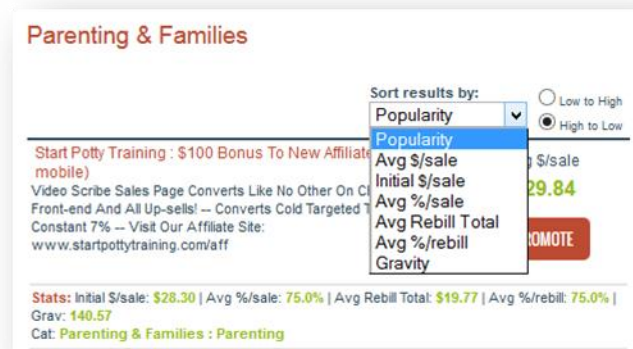 Parenting & Families
Sort results by:
Low to High
Popularity
High to Low
Popularity
Avg $/sale
Initial $/sale
Avg %/sale
Avg Rebill Total
Avg %/rebill
Gravity
Start Potty Training : $100 Bonus To New Affiliate
$/sale
mobile)
29.84
Video Scribe Sales Page Converts Like No Other On
Front-end And All Up-sells! -- Converts Cold Targeted
Constant 7% -- Visit Our Affiliate Site:
www.startpottytraining.com/aff
Stats: Initial $/sale: $28.30 | Avg %/sale: 75.0% | Avg Rebill Total: $19.77 | Avg %/rebill: 75.0% |
Grav: 140.57
Cat: Parenting & Families : Parenting